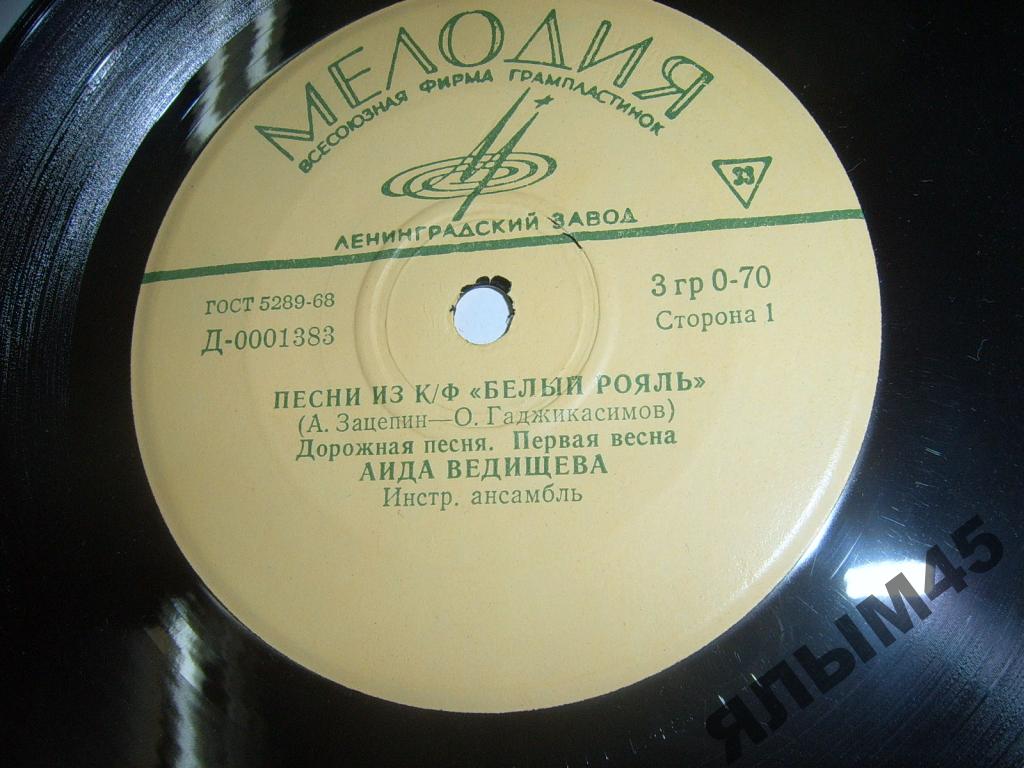 МЕЛОДИЯ
ВСЕСОЮЗНАЯ ФИРМА ГРАМПЛАСТИНОК
33
ЛЕНИНГРАДСКИЙ ЗАВОД
ГОСТ 5289-68
Д-0001383
3 гр 0-70
Сторона 1
ПЕСНИ ИЗ К/Ф «БЕЛЫЙ РОЯЛЬ»
(А. Зацепин—О. Гаджикасимов)
Дорожная песня. Первая весна
АИДА ВЕДИЩЕВА
Инстр. ансамбль
ЯЛЫМ45